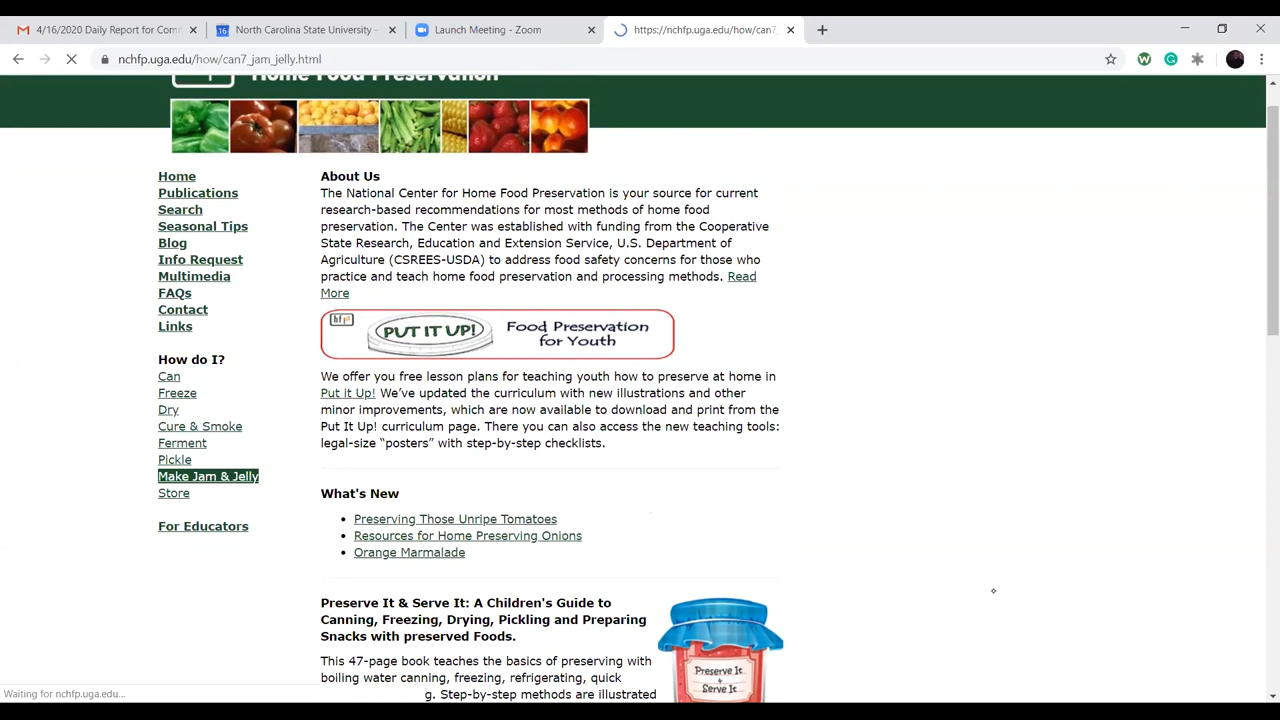 4/16/2020 Daily Report for Com
16
North Carolina State University -
Launch Meeting - Zoom
https://nchfp.uga.edu/how/can7_
nchfp.uga.edu/how/can7_jam_jelly.html
Home Food Preservation
Home
Publications
Search
Seasonal Tips
Blog
Info Request
Multimedia
FAQs
Contact
Links
How do I?
Can
Freeze
Dry
Cure & Smoke
Ferment
Pickle
Make Jam & Jelly
Store
For Educators
About Us
The National Center for Home Food Preservation is your source for current
research-based recommendations for most methods of home food
preservation. The Center was established with funding from the Cooperative
State Research, Education and Extension Service, U.S. Department of
Agriculture (CSREES-USDA) to address food safety concerns for those who
practice and teach home food preservation and processing methods. Read
More
PUT IT UP!
Food Preservation
for Youth
We offer you free lesson plans for teaching youth how to preserve at home in
Put it Up! We've updated the curriculum with new illustrations and other
minor improvements, which are now available to download and print from the
Put It Up! curriculum page. There you can also access the new teaching tools:
legal-size “posters” with step-by-step checklists.
What's New
• Preserving Those Unripe Tomatoes
• Resources for Home Preserving Onions
• Orange Marmalade
Preserve It & Serve It: A Children's Guide to
Canning, Freezing, Drying, Pickling and Preparing
Snacks with preserved Foods.
This 47-page book teaches the basics of preserving with
boiling water canning, freezing, refrigerating, quick
g. Step-by-step methods are illustrated
Preserve It
&
Serve It
Waiting for nchfp.uga.edu...